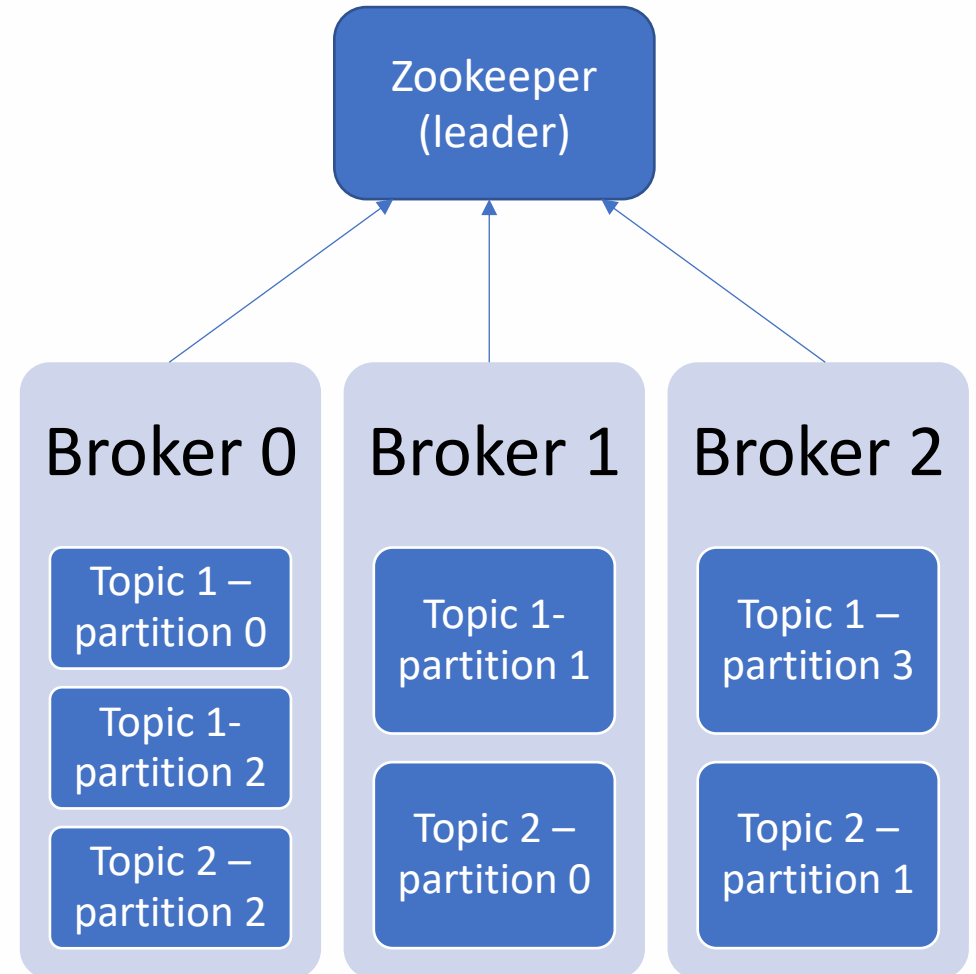 Zookeeper
(leader)
Broker 0
Topic 1 –
partition 0
Topic 1-
partition 2
Topic 2 –
partition 2
Broker 1
Topic 1-
partition 1
Topic 2 –
partition 0
Broker 2
Topic 1 –
partition 3
Topic 2 –
partition 1